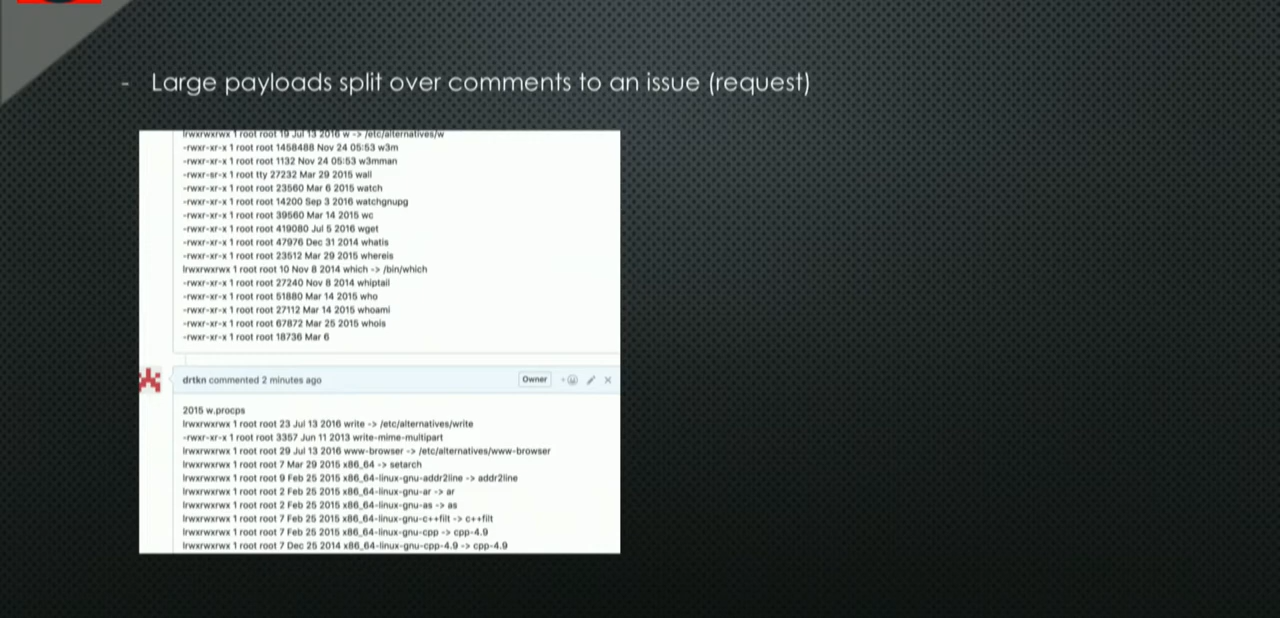 - Large payloads split over comments to an issue (request)
lrwxrwxrwx 1 root root 19 Jul 13 2016 w -> /etc/alternatives/w
-rwxr-xr-x 1 root root 1458488 Nov 24 05:53 w3m
-rwxr-xr-x 1 root root 1132 Nov 24 05:53 w3mman
-rwxr-sr-x 1 root tty 27232 Mar 29 2015 wall
-rwxr-xr-x 1 root root 23560 Mar 6 2015 watch
-rwxr-xr-x 1 root root 14200 Sep 3 2016 watchgnupg
-rwxr-xr-x 1 root root 39560 Mar 14 2015 wc
-rwxr-xr-x 1 root root 419080 Jul 5 2016 wget
-rwxr-xr-x 1 root root 47976 Dec 31 2014 whatis
-rwxr-xr-x 1 root root 23512 Mar 29 2015 whereis
lrwxrwxrwx 1 root root 10 Nov 8 2014 which -> /bin/which
-rwxr-xr-x 1 root root 27240 Nov 8 2014 whiptail
-rwxr-xr-x 1 root root 51880 Mar 14 2015 who
-rwxr-xr-x 1 root root 27112 Mar 14 2015 whoami
-rwxr-xr-x 1 root root 67872 Mar 25 2015 whois
-rwxr-xr-x 1 root root 18736 Mar 6
drtkn commented 2 minutes ago Owner
2015 w.procps
lrwxrwxrwx 1 root root 23 Jul 13 2016 write -> /etc/alternatives/write
-rwxr-xr-x 1 root root 3357 Jun 11 2013 write-mime-multipart
lrwxrwxrwx 1 root root 29 Jul 13 2016 www-browser -> /etc/alternatives/www-browser
lrwxrwxrwx 1 root root 7 Mar 29 2015 x86_64 -> setarch
lrwxrwxrwx 1 root root 9 Feb 25 2015 x86_64-linux-gnu-addr2line -> addr2line
lrwxrwxrwx 1 root root 2 Feb 25 2015 x86_64-linux-gnu-ar -> ar
lrwxrwxrwx 1 root root 2 Feb 25 2015 x86_64-linux-gnu-as -> as
lrwxrwxrwx 1 root root 7 Feb 25 2015 x86_64-linux-gnu-c++filt -> c++filt
lrwxrwxrwx 1 root root 7 Feb 25 2015 x86_64-linux-gnu-cpp -> cpp-4.9
lrwxrwxrwx 1 root root 7 Dec 25 2014 x86_64-linux-gnu-cpp-4.9 -> cpp-4.9